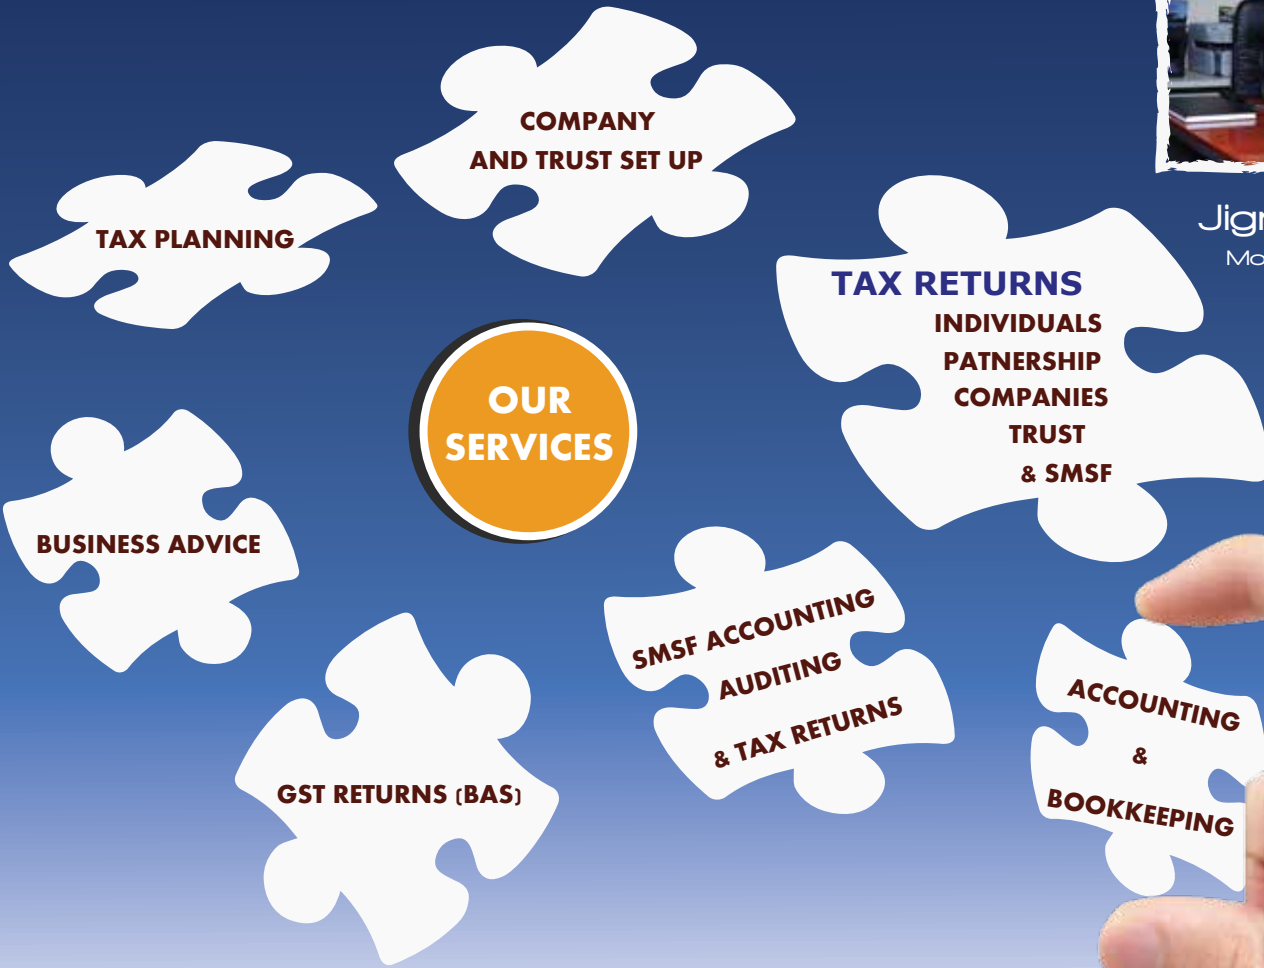 COMPANY
AND TRUST SET UP
TAX PLANNING
TAX RETURNS
INDIVIDUALS
PATNERSHIP
COMPANIES
TRUST
& SMSF
OUR
SERVICES
BUSINESS ADVICE
SMSF ACCOUNTING
AUDITING
& TAX RETURNS
ACCOUNTING
&
BOOKKEEPING
GST RETURNS (BAS)